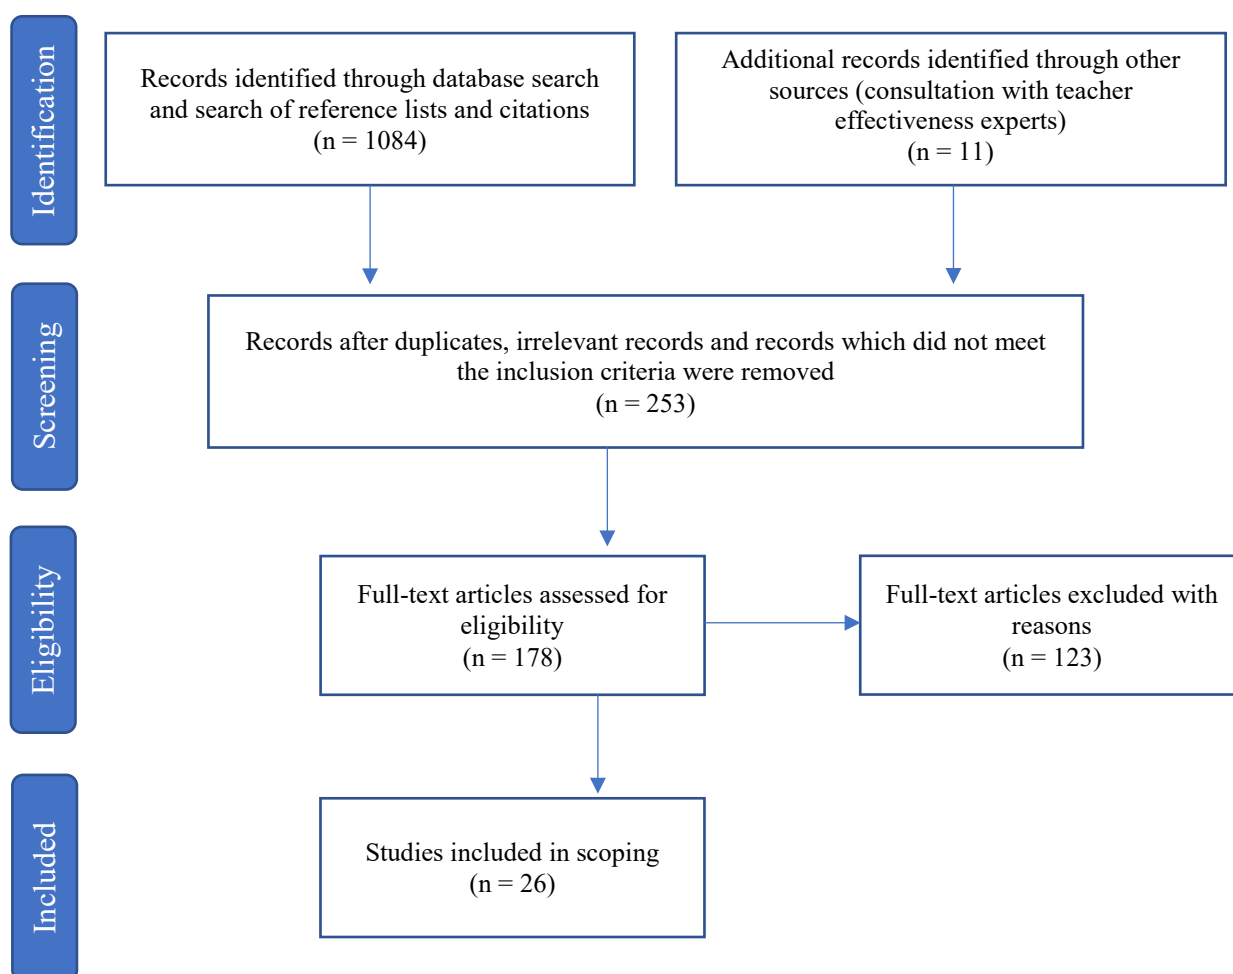 Identification
Records identified through database search
and search of reference lists and citations
(n = 1084)
Additional records identified through other
sources (consultation with teacher
effectiveness experts)
(n = 11)
Screening
Records after duplicates, irrelevant records and records which did not meet
the inclusion criteria were removed
(n = 253)
Eligibility
Full-text articles assessed for
eligibility
(n = 178)
Full-text articles excluded with
reasons
(n = 123)
Included
Studies included in scoping
(n = 26)